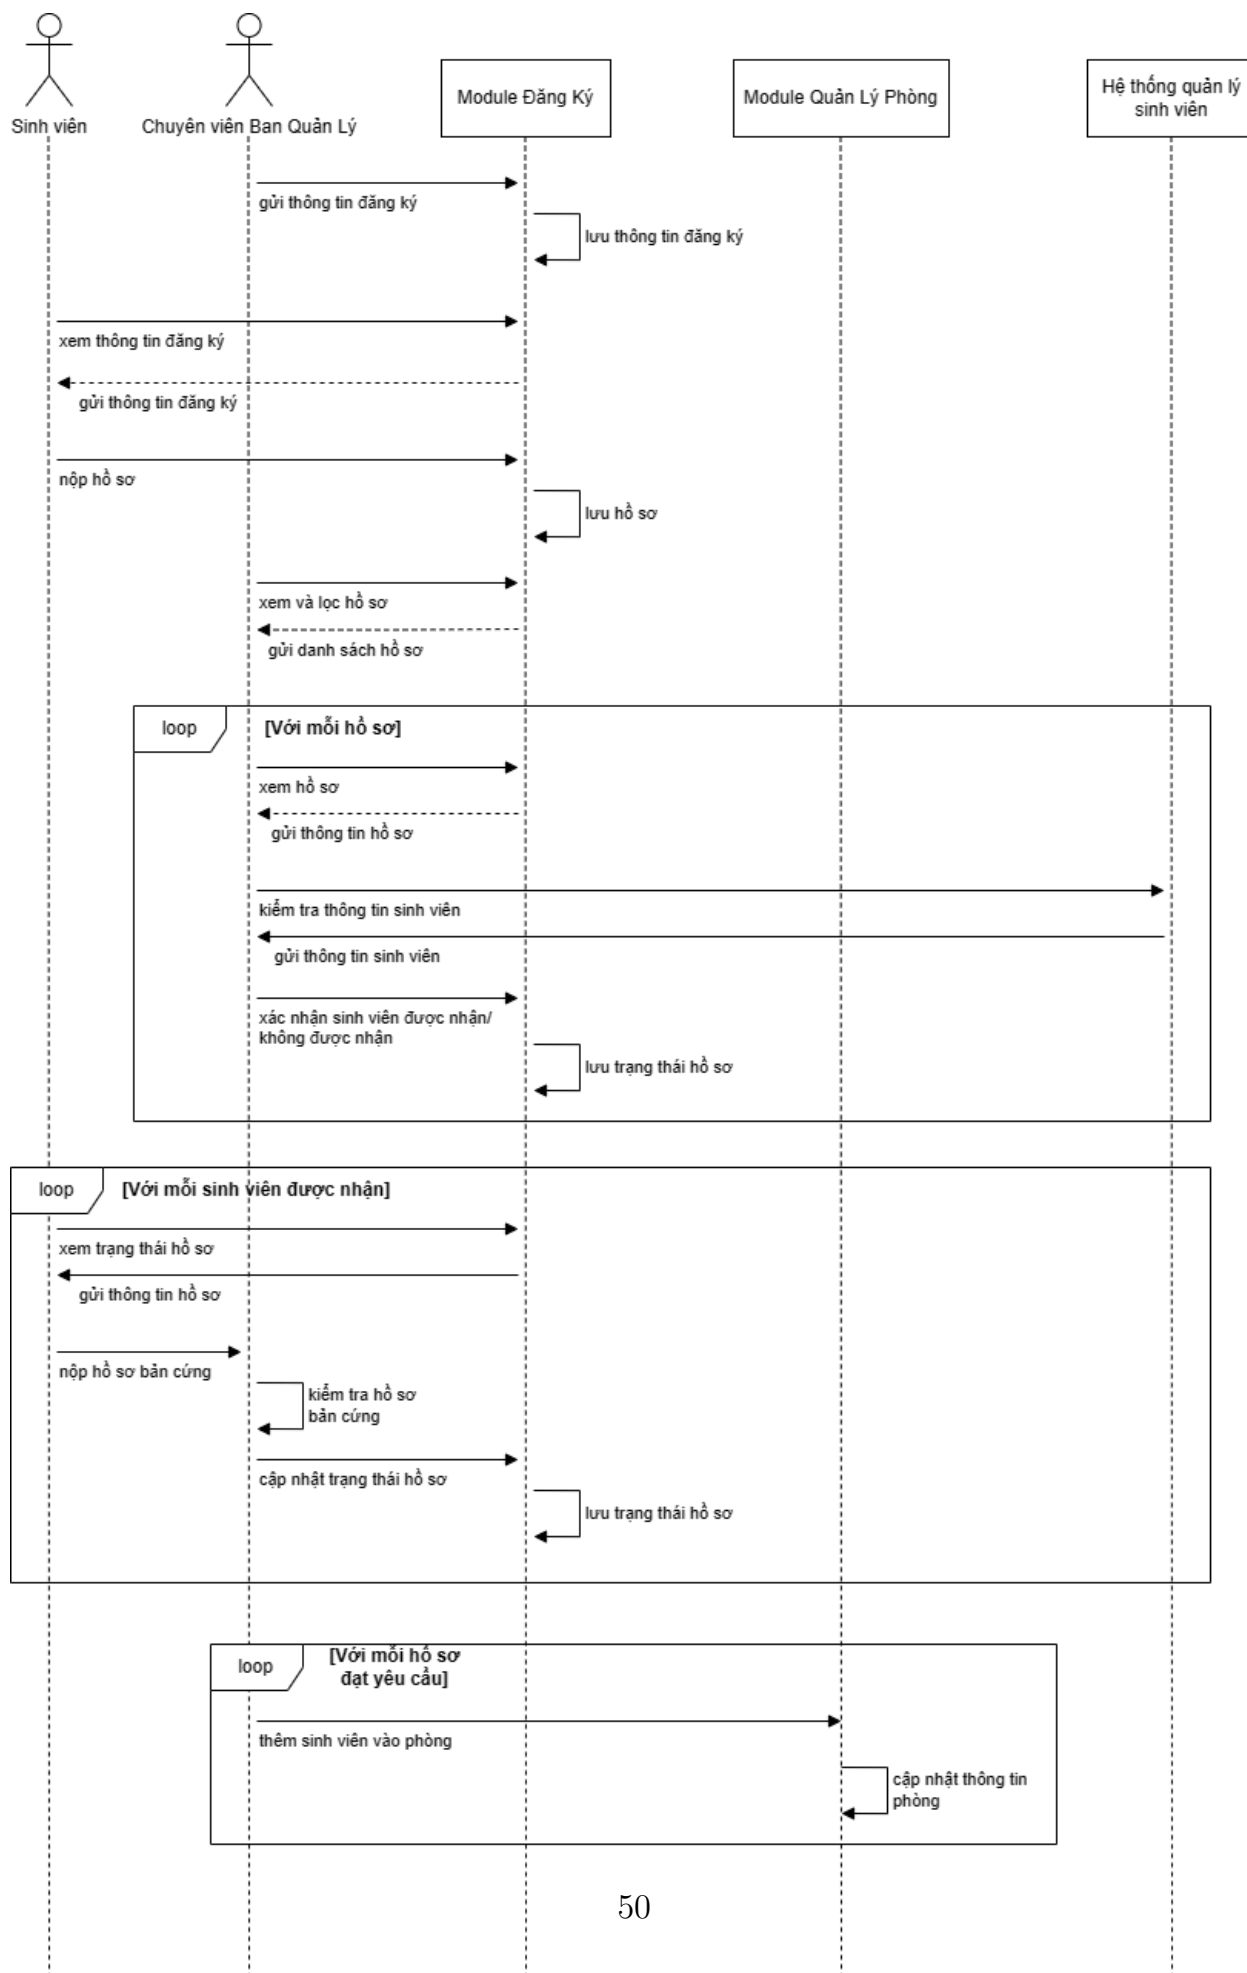 Sinh viên
Chuyên viên Ban Quản Lý
Module Đăng Ký
Module Quản Lý Phòng
Hệ thống quản lý
sinh viên
gửi thông tin đăng ký
lưu thông tin đăng ký
xem thông tin đăng ký
gửi thông tin đăng ký
nộp hồ sơ
lưu hồ sơ
xem và lọc hồ sơ
gửi danh sách hồ sơ
loop
[Với mỗi hồ sơ]
xem hồ sơ
gửi thông tin hồ sơ
kiểm tra thông tin sinh viên
gửi thông tin sinh viên
xác nhận sinh viên được nhận/
không được nhận
lưu trạng thái hồ sơ
loop
[Với mỗi sinh viên được nhận]
xem trạng thái hồ sơ
gửi thông tin hồ sơ
nộp hồ sơ bản cứng
kiểm tra hồ sơ
bản cứng
cập nhật trạng thái hồ sơ
lưu trạng thái hồ sơ
loop
[Với mỗi hồ sơ
đạt yêu cầu]
thêm sinh viên vào phòng
cập nhật thông tin
phòng
50